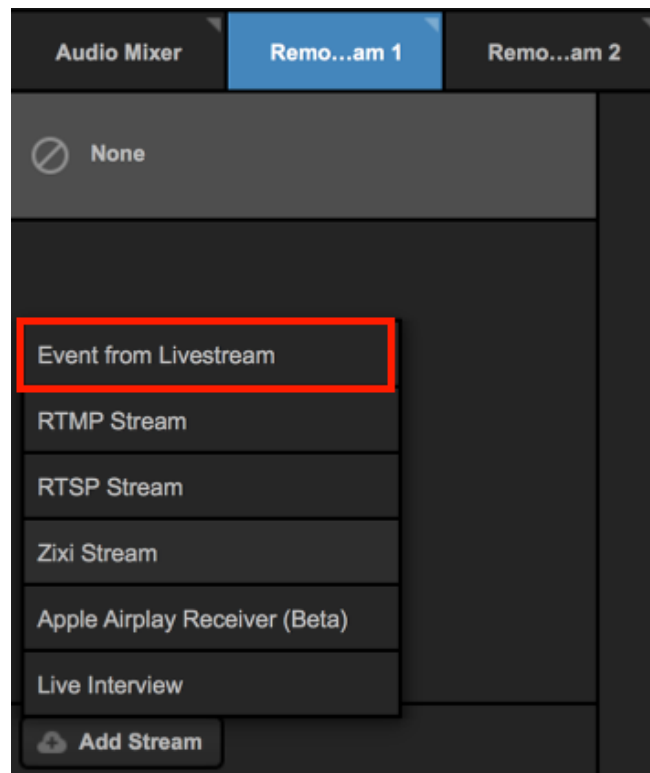 Audio Mixer
Remo...am 1
Remo...am 2
None
Event from Livestream
RTMP Stream
RTSP Stream
Zixi Stream
Apple Airplay Receiver (Beta)
Live Interview
Add Stream